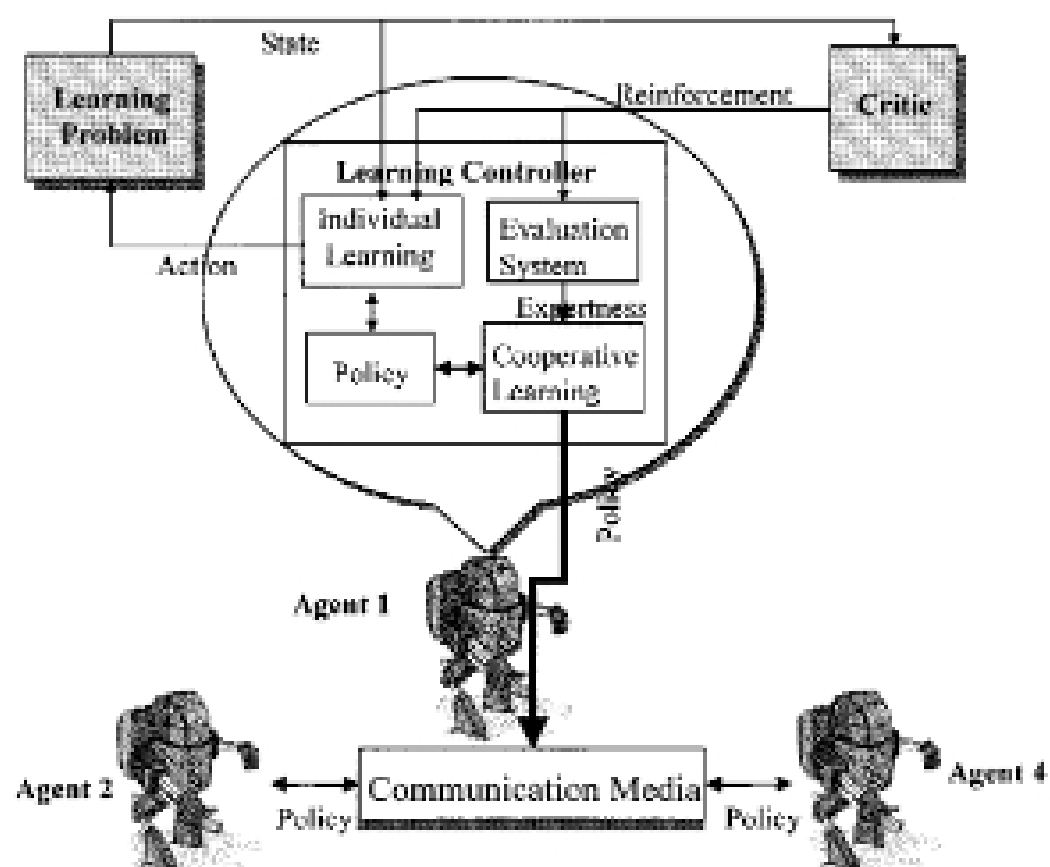 State
Learning
Problem
Reinforcement
Critic
Learning Controller
Individual
Learning
Evaluation
System
Action
Expertness
Policy
Cooperative
Learning
Policy
Agent 1
Agent 2
Communication Media
Agent 4
Policy
Policy